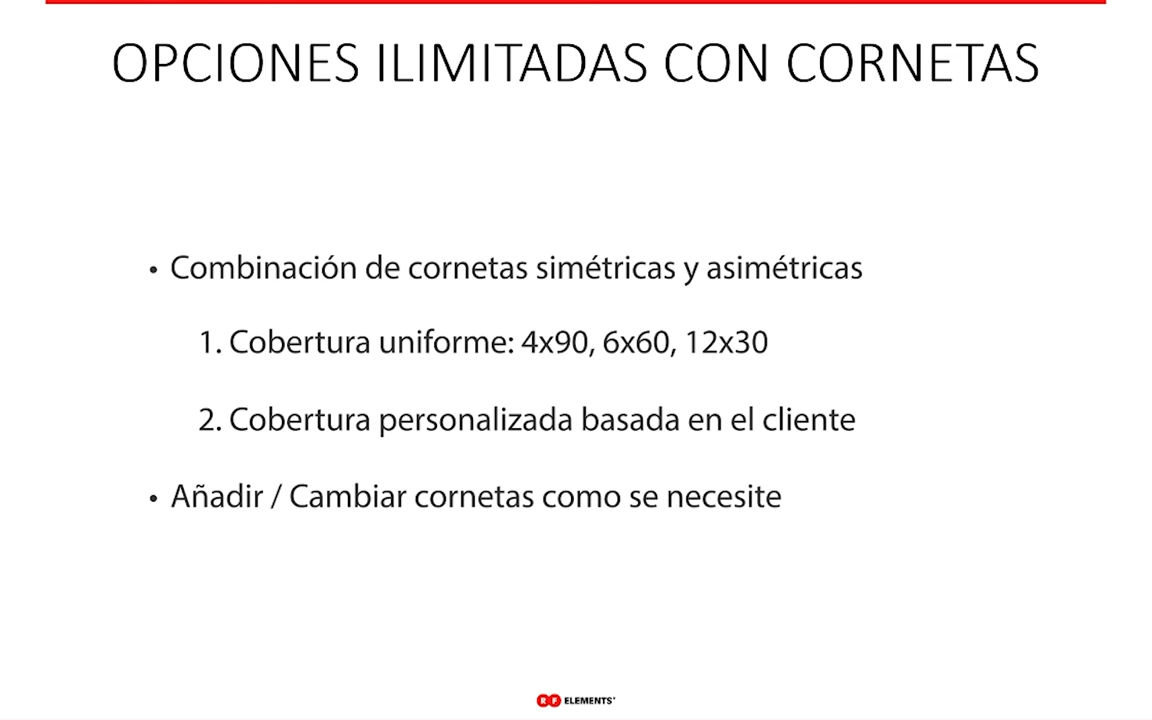 OPCIONES ILIMITADAS CON CORNETAS
• Combinación de cornetas simétricas y asimétricas
1. Cobertura uniforme: 4x90, 6x60, 12x30
2. Cobertura personalizada basada en el cliente
• Añadir / Cambiar cornetas como se necesite
RF ELEMENTS